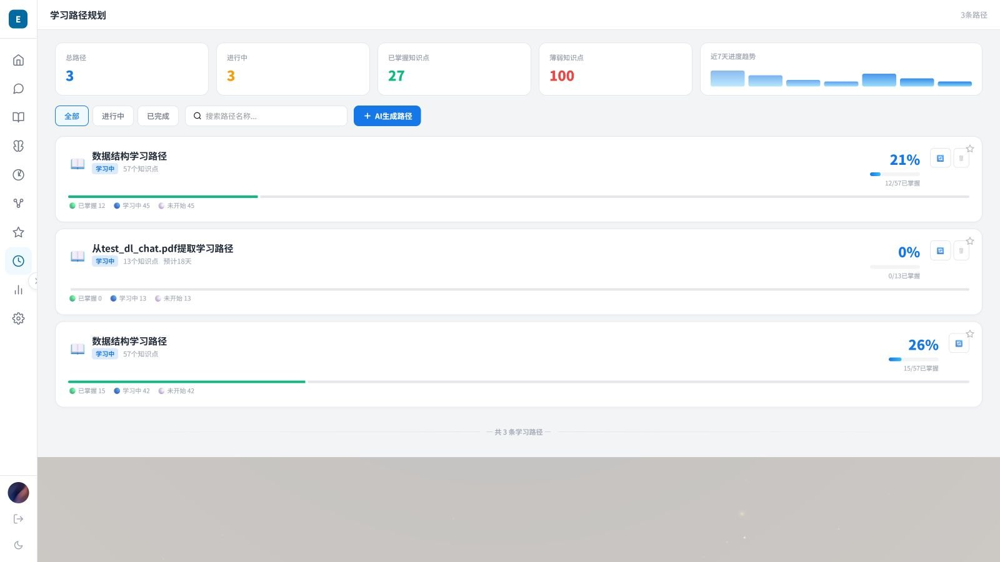 E
学习路径规划
3条路径
总路径
3
进行中
3
已掌握知识点
27
薄弱知识点
100
近7天进度趋势
全部
进行中
已完成
搜索路径名称...
+ AI生成路径
数据结构学习路径
学习中 57个知识点
21%
12/57已掌握
已掌握 12 学习中 45 未开始 45
从test_dl_chat.pdf提取学习路径
学习中 13个知识点 预计18天
0%
0/13已掌握
已掌握 0 学习中 13 未开始 13
数据结构学习路径
学习中 57个知识点
26%
15/57已掌握
已掌握 15 学习中 42 未开始 42
— 共 3 条学习路径 —